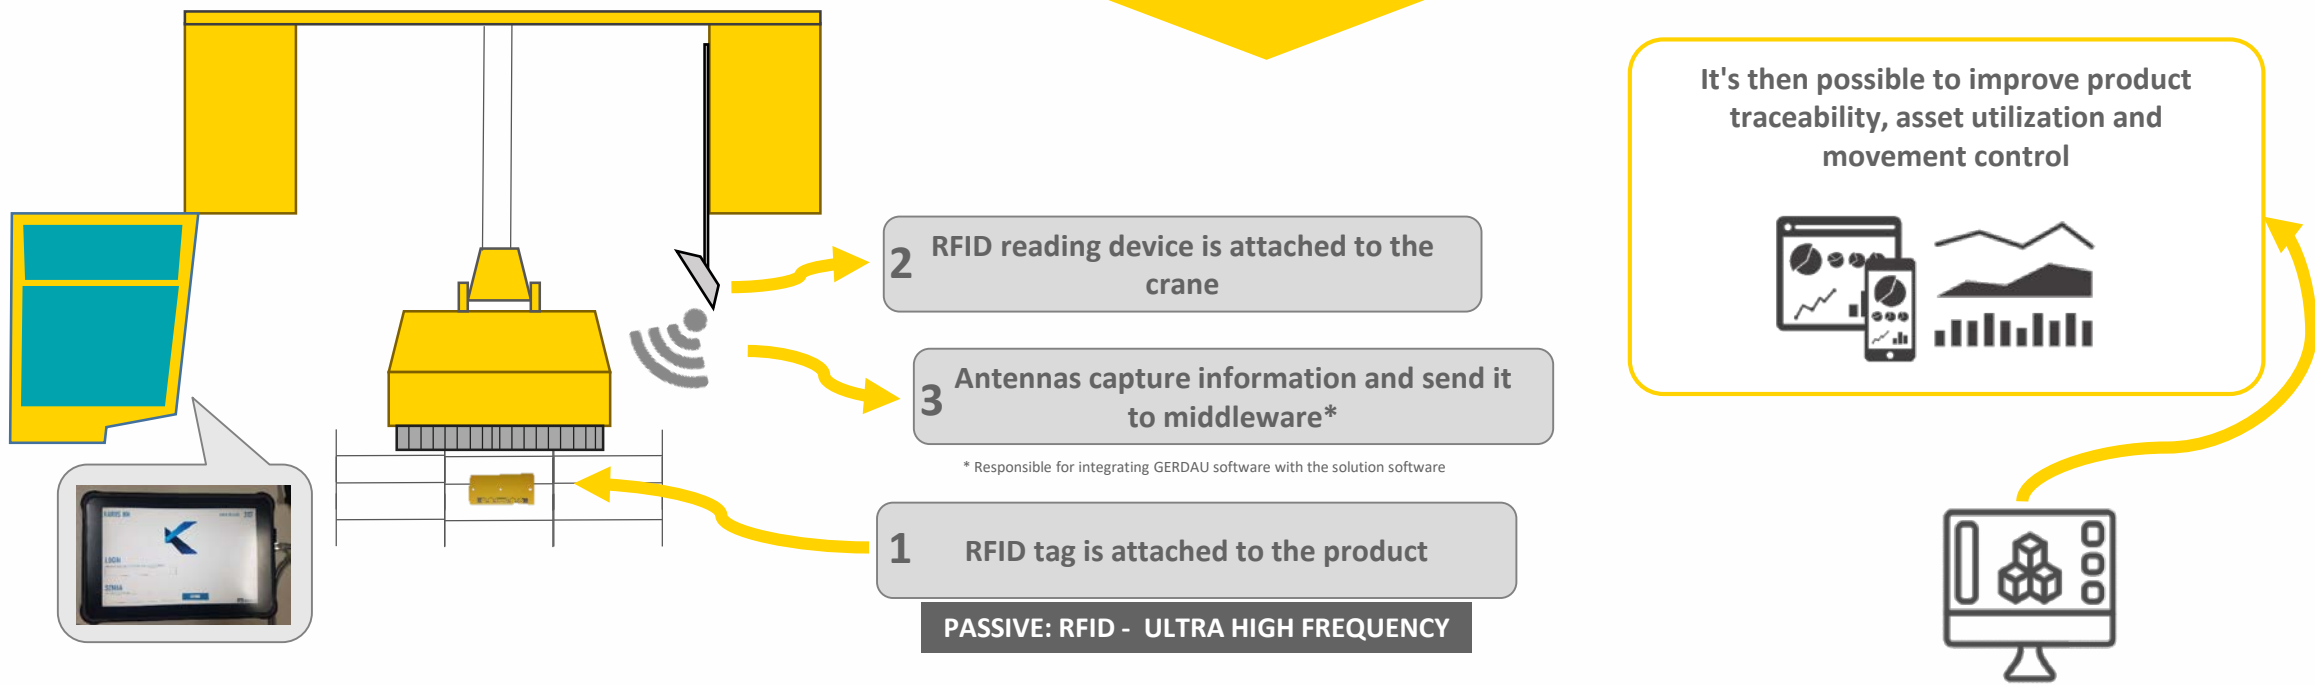 It's then possible to improve product
traceability, asset utilization and
movement control
2
RFID reading device is attached to the
crane
3
Antennas capture information and send it
to middleware*
* Responsible for integrating GERDAU software with the solution software
1
RFID tag is attached to the product
PASSIVE: RFID - ULTRA HIGH FREQUENCY
LOGIN
SENHA